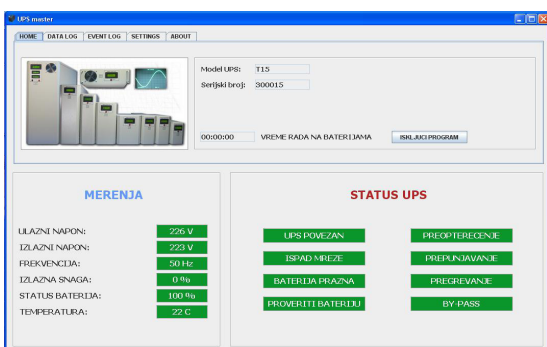 UPS master
HOME DATA LOG EVENT LOG SETTINGS ABOUT
Model UPS: T15
Serijski broj: 300015
00:00:00 VREME RADA NA BATERIJAMA ISKLJUCI PROGRAM
MERENJA
ULAZNI NAPON: 226 V
IZLAZNI NAPON: 223 V
FREKVENCIJA: 50 Hz
IZLAZNA SNAGA: 0 %
STATUS BATERIJA: 100 %
TEMPERATURA: 22 C
STATUS UPS
UPS POVEZAN PREOPTERECENJE
ISPAD MREZE PREPUNJAVANJE
BATERIJA PRAZNA PREGREVANJE
PROVERITI BATERIJU BY-PASS